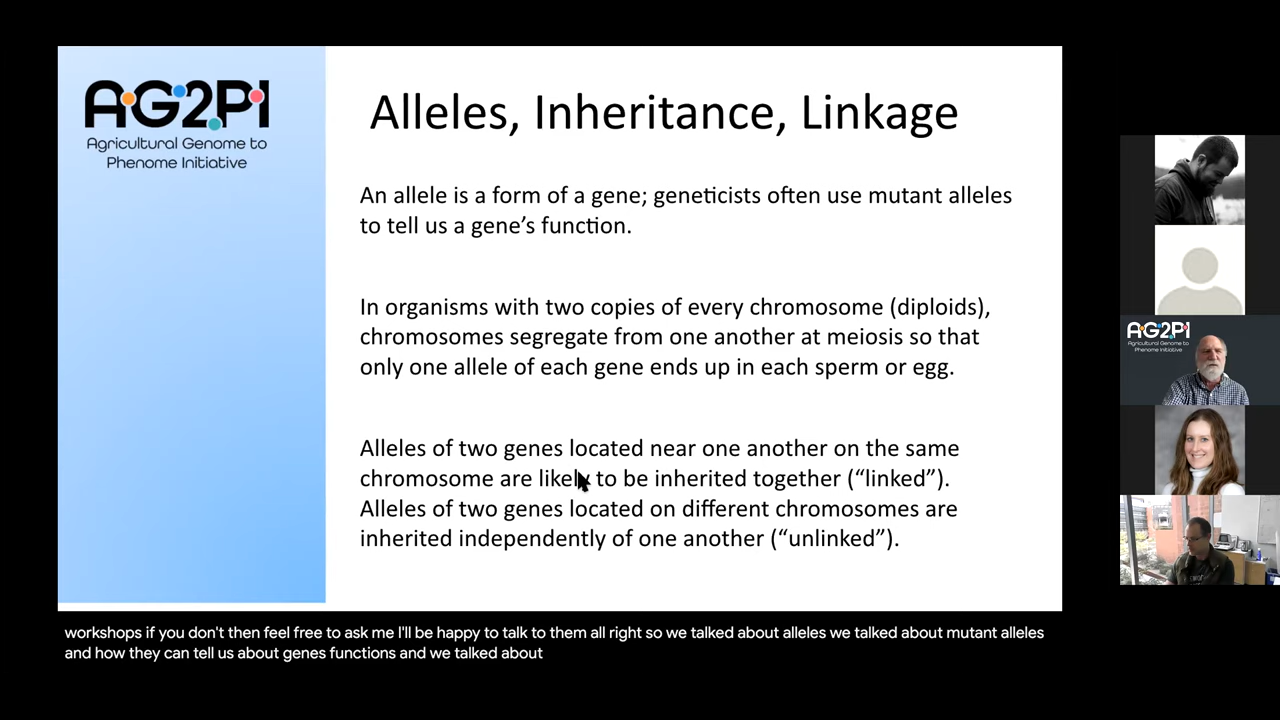 AG2PI
Agricultural Genome to
Phenome Initiative
Alleles, Inheritance, Linkage
An allele is a form of a gene; geneticists often use mutant alleles
to tell us a gene’s function.
In organisms with two copies of every chromosome (diploids),
chromosomes segregate from one another at meiosis so that
only one allele of each gene ends up in each sperm or egg.
Alleles of two genes located near one another on the same
chromosome are likely to be inherited together (“linked”).
Alleles of two genes located on different chromosomes are
inherited independently of one another (“unlinked”).
AG2PI
Agricultural Genome to
Phenome Initiative
workshops if you don't then feel free to ask me I'll be happy to talk to them all right so we talked about alleles we talked about mutant alleles
and how they can tell us about genes functions and we talked about